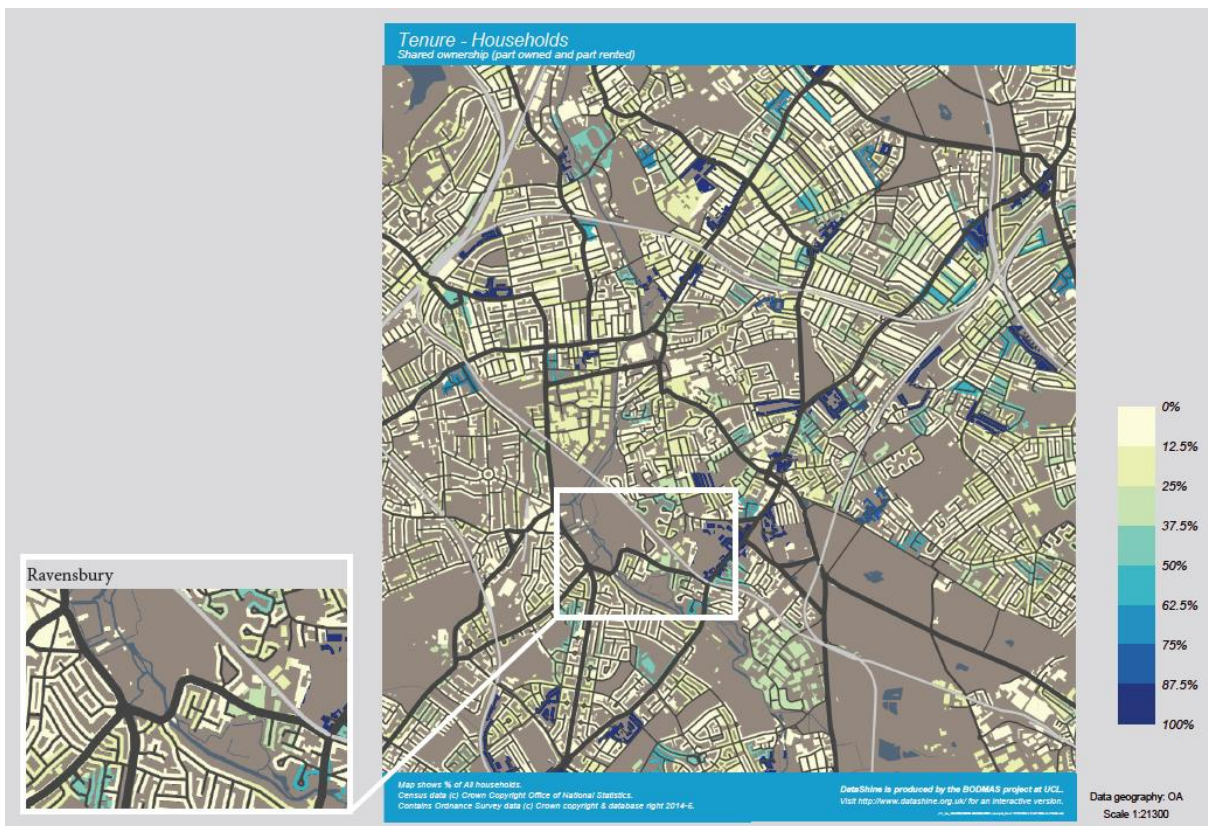 Tenure - Households
Shared ownership (part owned and part rented)
0%
12.5%
25%
37.5%
50%
62.5%
75%
87.5%
100%
Ravensbury
Map shows % of All households.
Census data (c) Crown Copyright Office of National Statistics.
Contains Ordnance Survey data (c) Crown copyright & database right 2014-5.
DataShine is produced by the BODMAS project at UCL.
Visit http://www.datashine.org.uk/ for an interactive version.
Data geography: OA
Scale 1:21300